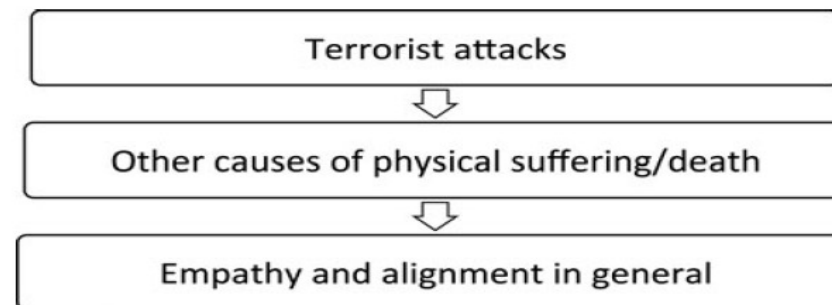 Terrorist attacks
Other causes of physical suffering/death
Empathy and alignment in general